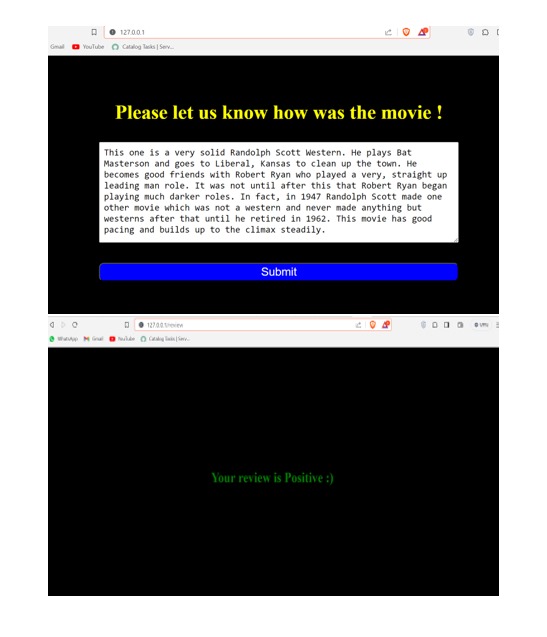 127.0.0.1
Gmail YouTube Catalog Tasks | Serv...
Please let us know how was the movie !
This one is a very solid Randolph Scott Western. He plays Bat
Masterson and goes to Liberal, Kansas to clean up the town. He
becomes good friends with Robert Ryan who played a very, straight up
leading man role. It was not until after this that Robert Ryan began
playing much darker roles. In fact, in 1947 Randolph Scott made one
other movie which was not a western and never made anything but
westerns after that until he retired in 1962. This movie has good
pacing and builds up to the climax steadily.
Submit
127.0.0.1/review VPN
WhatsApp Gmail YouTube Catalog Tasks | Serv...
Your review is Positive :)